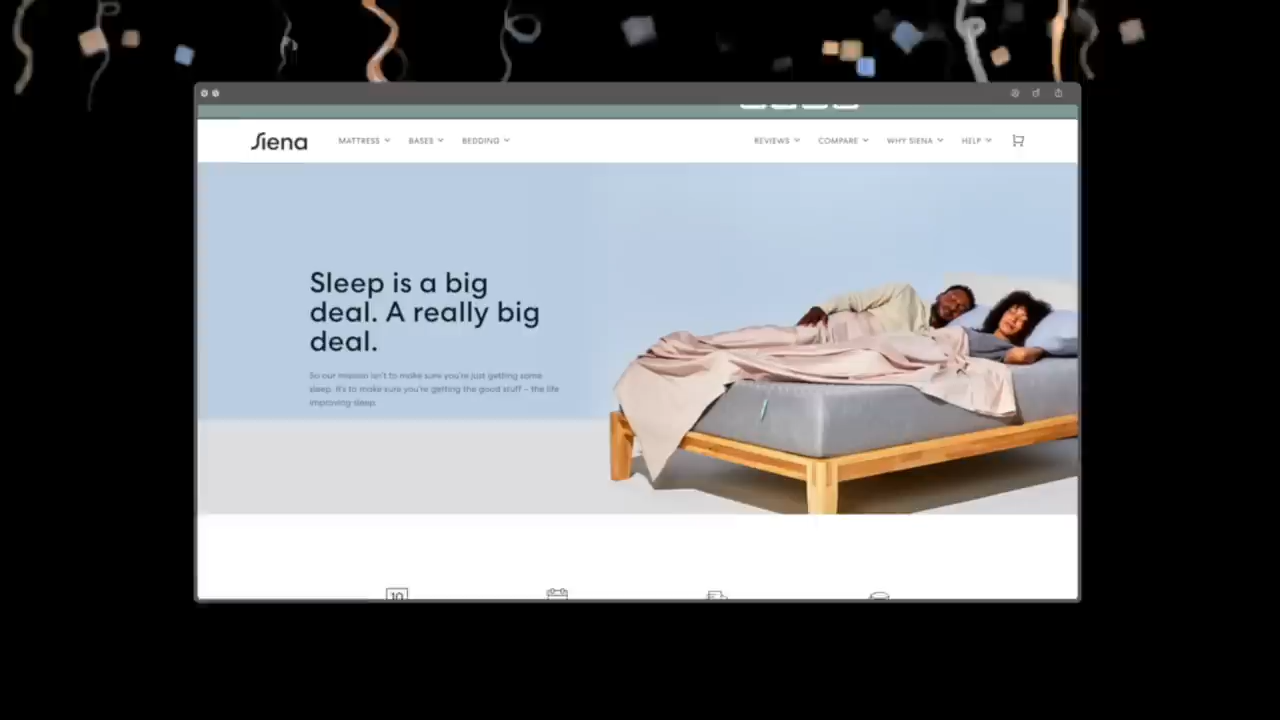 Siena
MATTRESS
BASES
BEDDING
REVIEWS
COMPARE
WHY SIENA
HELP
Sleep is a big
deal. A really big
deal.
So our mission isn't to make sure you're just getting some
sleep. It's to make sure you're getting the good stuff – the life
improving sleep.
10